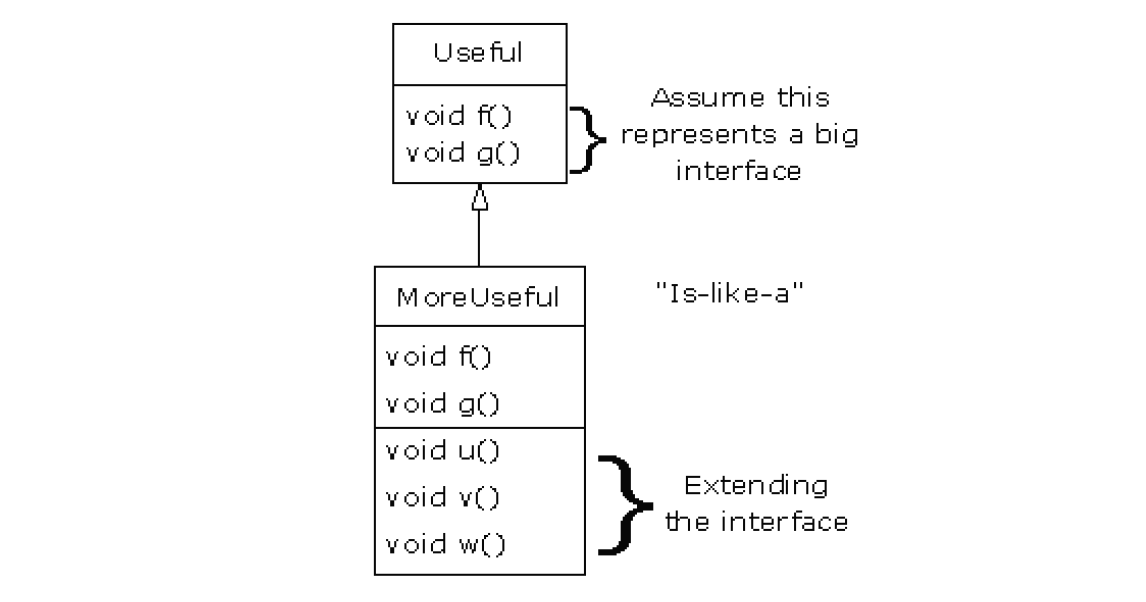 Useful
void f()
void g()
Assume this
represents a big
interface
MoreUseful
"Is-like-a"
void f()
void g()
void u()
void v()
void w()
Extending
the interface